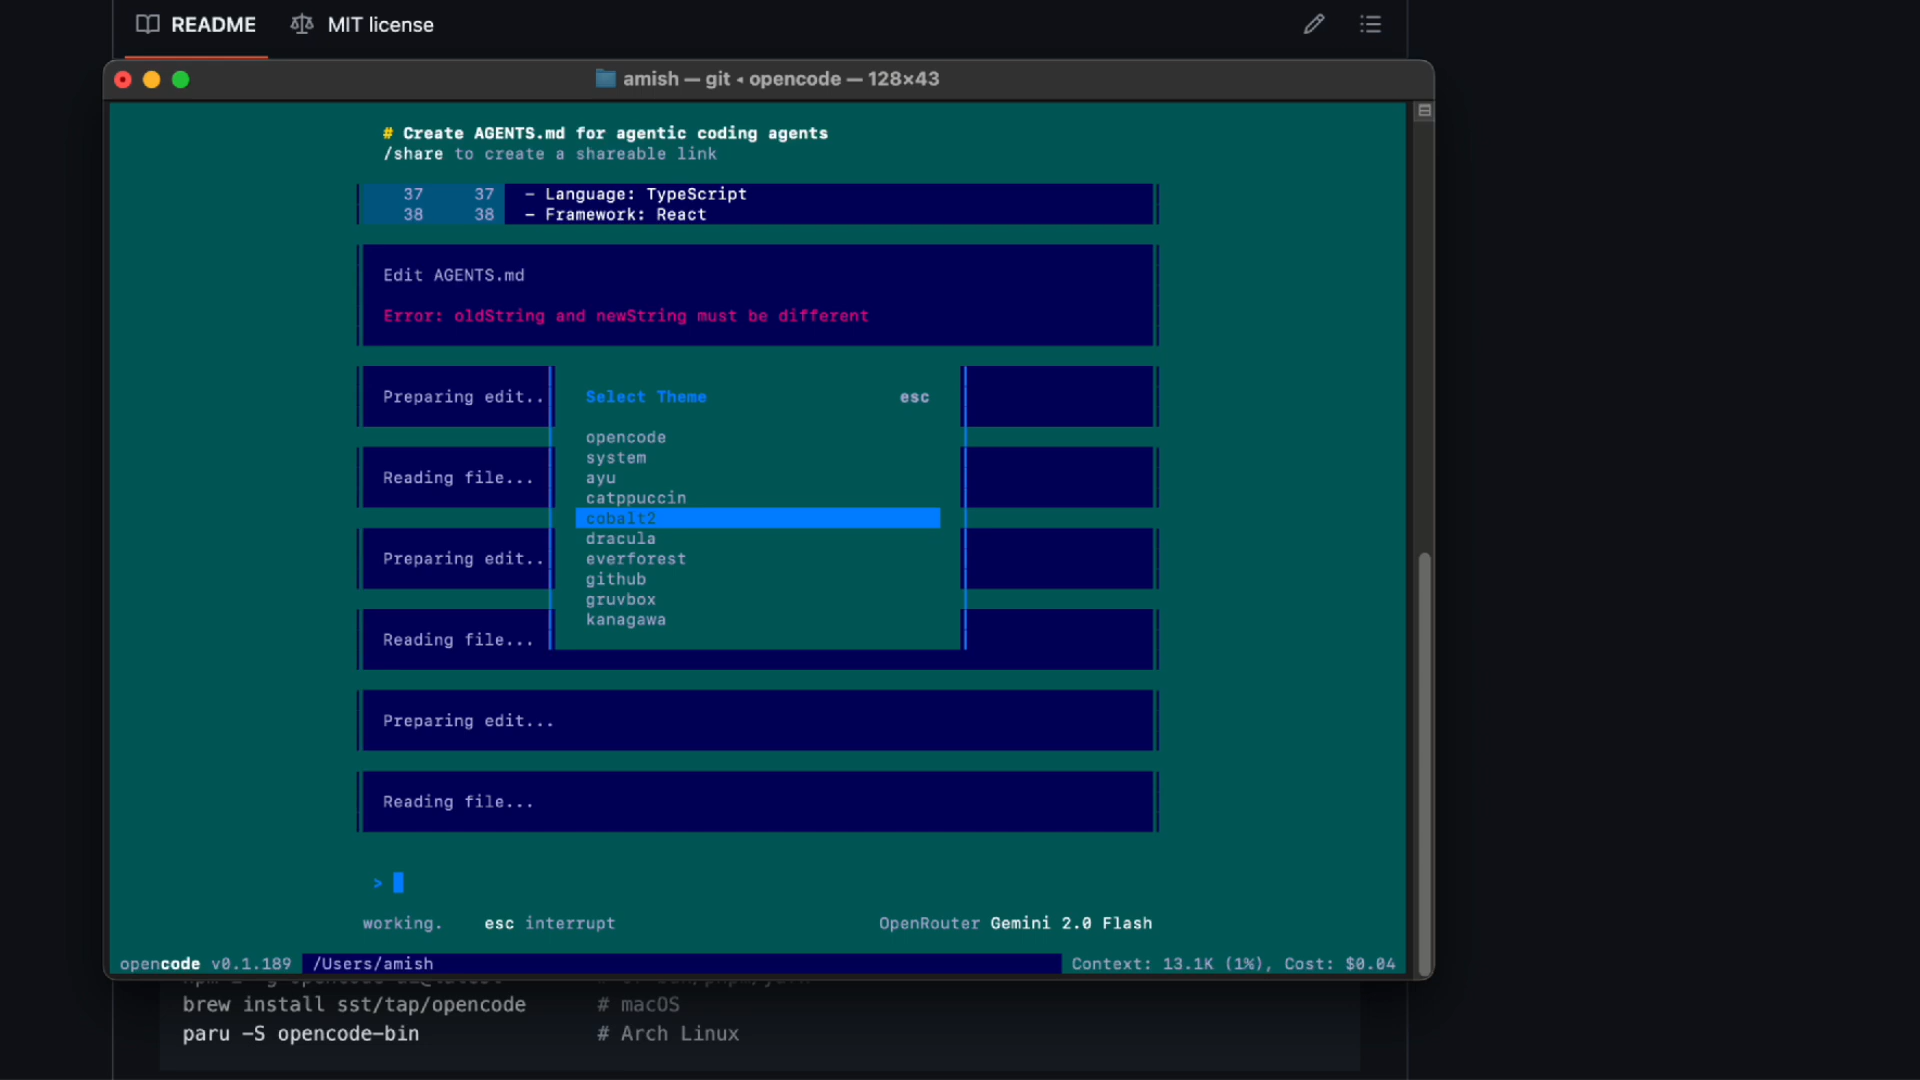 README MIT license
amish — git ◂ opencode — 128×43
# Create AGENTS.md for agentic coding agents
/share to create a shareable link
37 37 - Language: TypeScript
38 38 - Framework: React
Edit AGENTS.md
Error: oldString and newString must be different
Preparing edit..
Select Theme esc
opencode
system
ayu
catppuccin
cobalt2
dracula
everforest
github
gruvbox
kanagawa
Reading file...
Preparing edit..
Reading file...
Preparing edit...
Reading file...
>
working. esc interrupt OpenRouter Gemini 2.0 Flash
opencode v0.1.189 /Users/amish Context: 13.1K (1%), Cost: $0.04
brew install sst/tap/opencode # macOS
paru -S opencode-bin # Arch Linux